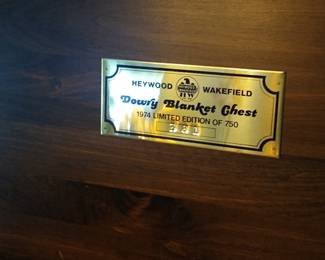 HEYWOOD WAKEFIELD
Dowry Blanket Chest
1974 LIMITED EDITION OF 750